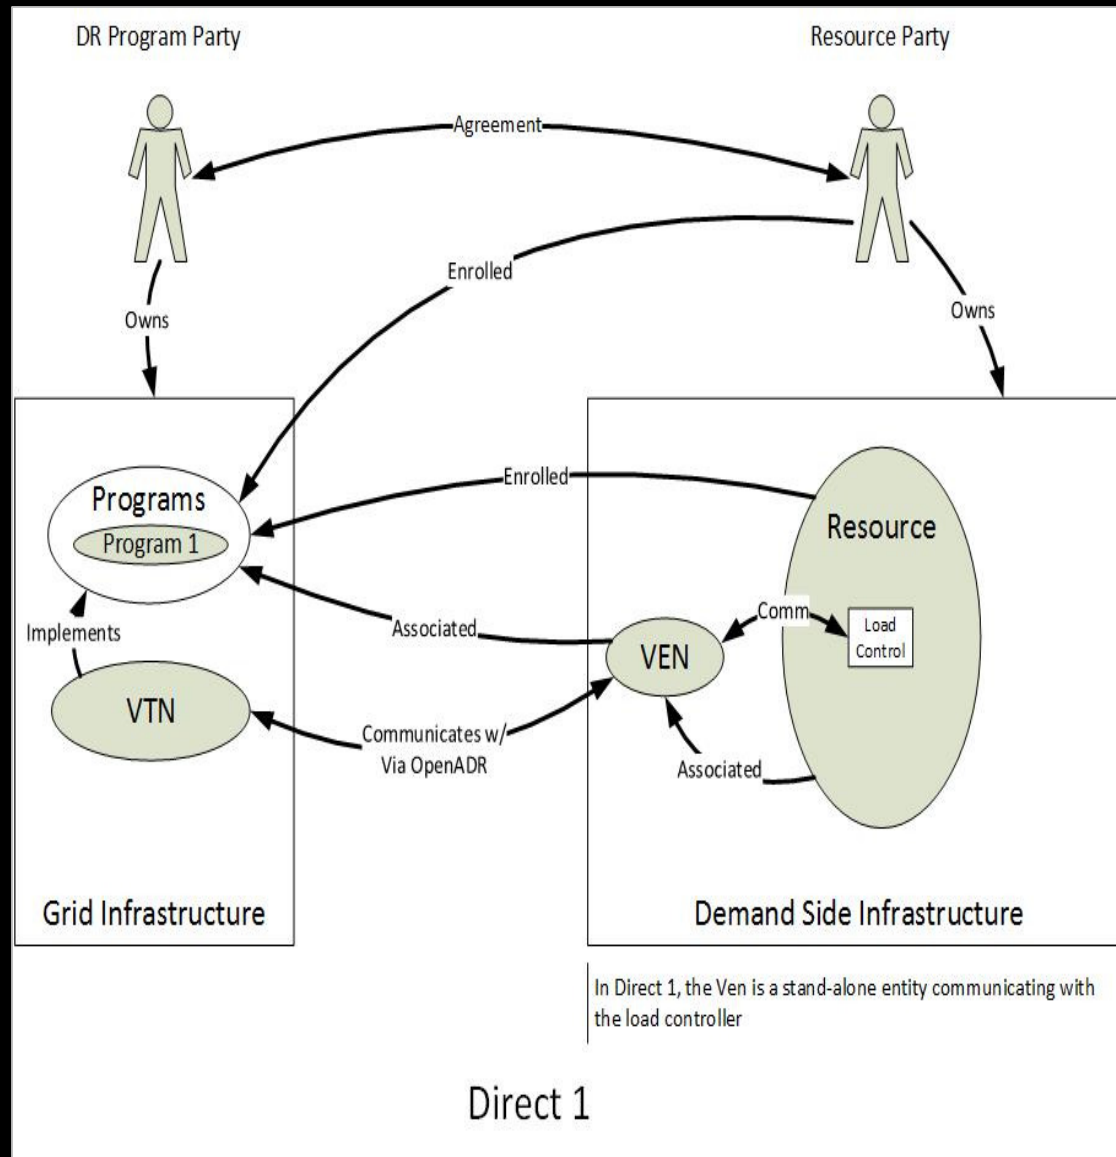 DR Program Party
Resource Party
Agreement
Enrolled
Owns
Owns
Enrolled
Programs
Program 1
Resource
Implements
Associated
Comm
Load
Control
VEN
VTN
Communicates w/
Via OpenADR
Associated
Grid Infrastructure
Demand Side Infrastructure
In Direct 1, the Ven is a stand-alone entity communicating with
the load controller
Direct 1